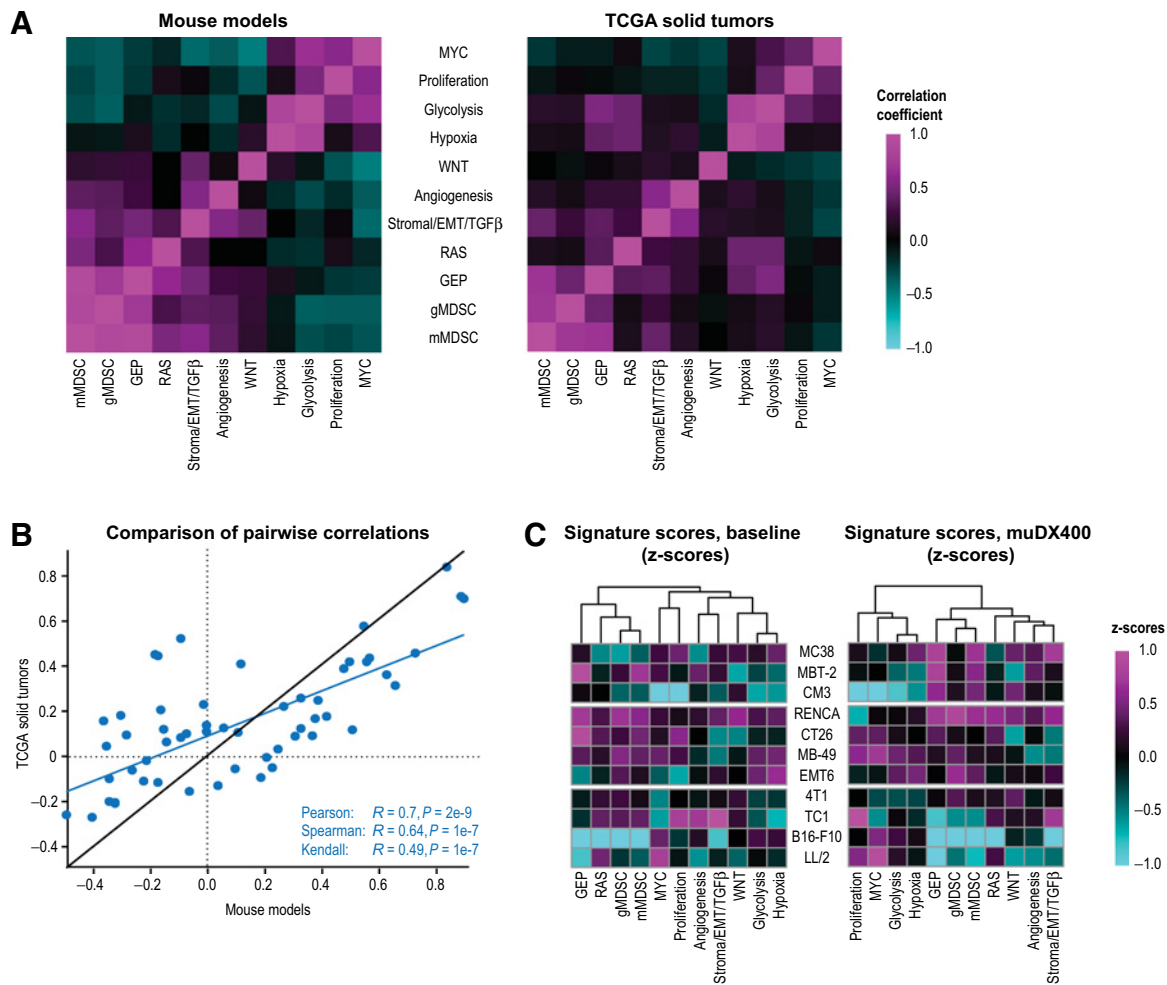 A
Mouse models
TCGA solid tumors
MYC
Proliferation
Glycolysis
Hypoxia
WNT
Angiogenesis
Stromal/EMT/TGFβ
RAS
GEP
gMDSC
mMDSC
mMDSC
gMDSC
GEP
RAS
Stroma/EMT/TGFβ
Angiogenesis
WNT
Hypoxia
Glycolysis
Proliferation
MYC
mMDSC
gMDSC
GEP
RAS
Stroma/EMT/TGFβ
Angiogenesis
WNT
Hypoxia
Glycolysis
Proliferation
MYC
Correlation
coefficient
1.0
0.5
0.0
−0.5
−1.0
B
Comparison of pairwise correlations
TCGA solid tumors
0.8
0.6
0.4
0.2
0
−0.2
−0.4
Pearson: R = 0.7, P = 2e-9
Spearman: R = 0.64, P = 1e-7
Kendall: R = 0.49, P = 1e-7
−0.4
−0.2
0.0
0.2
0.4
0.6
0.8
Mouse models
C
Signature scores, baseline
(z-scores)
Signature scores, muDX400
(z-scores)
MC38
MBT-2
CM3
RENCA
CT26
MB-49
EMT6
4T1
TC1
B16-F10
LL/2
GEP
RAS
gMDSC
mMDSC
MYC
Proliferation
Angiogenesis
Stroma/EMT/TGFβ
WNT
Glycolysis
Hypoxia
Proliferation
MYC
Glycolysis
Hypoxia
GEP
gMDSC
mMDSC
RAS
WNT
Angiogenesis
Stroma/EMT/TGFβ
z-scores
1.0
0.5
0.0
−0.5
−1.0